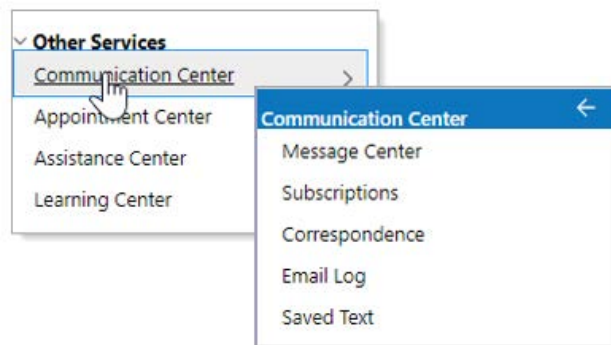 Other Services
Communication Center
Appointment Center
Assistance Center
Learning Center
Communication Center
Message Center
Subscriptions
Correspondence
Email Log
Saved Text